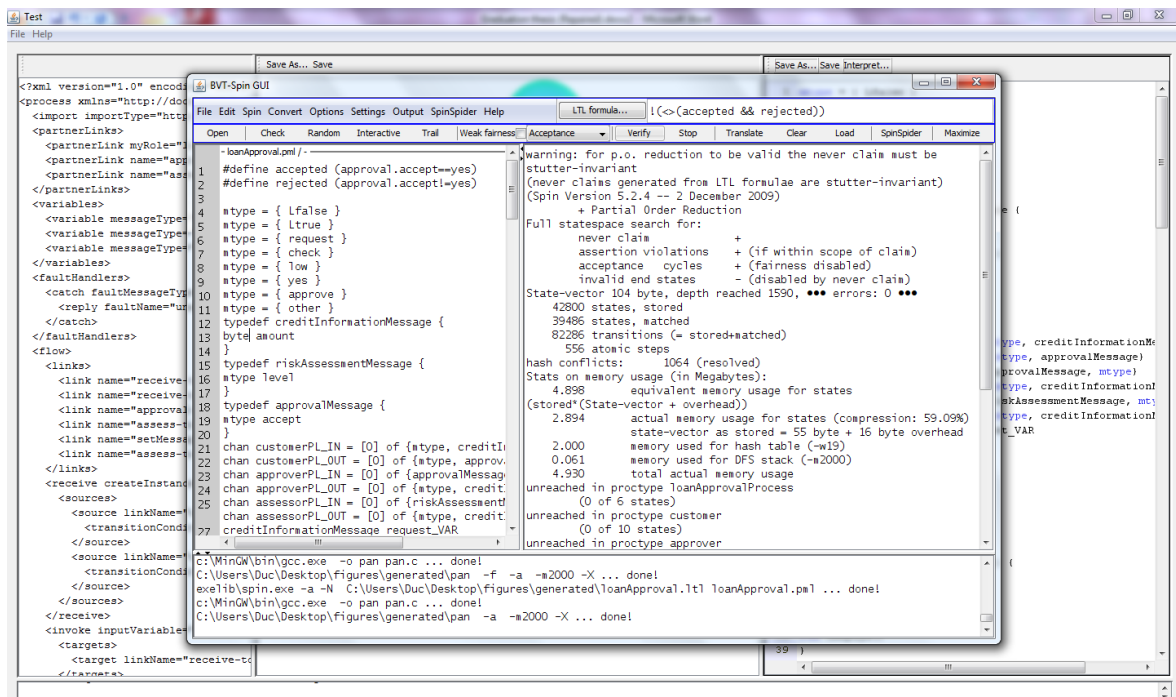 Test
File Help
Save As... Save
Save As... Save Interpret...
<?xml version="1.0" encodi
<process xmlns="http://doc
<import importType="http
<partnerLinks>
<partnerLink myRole="l
<partnerLink name="app
<partnerLink name="ass
</partnerLinks>
<variables>
<variable messageType=
<variable messageType=
<variable messageType=
</variables>
<faultHandlers>
<catch faultMessageTyp
<reply faultName="un
</catch>
</faultHandlers>
<flow>
<links>
<link name="receive-
<link name="receive-
<link name="approval
<link name="assess-t
<link name="setMessa
<link name="assess-t
</links>
<receive createInstanc
<sources>
<source linkName="
<transitionCondi
</source>
<source linkName="
<transitionCondi
</source>
</sources>
</receive>
<invoke inputVariable=
<targets>
<target linkName="receive-to
</targets>
BVT-Spin GUI
File Edit Spin Convert Options Settings Output SpinSpider Help
LTL formula... !(<>(accepted && rejected))
Open Check Random Interactive Trail Weak fairness Acceptance Verify Stop Translate Clear Load SpinSpider Maximize
- loanApproval.pml / -
1 #define accepted (approval.accept==yes)
2 #define rejected (approval.accept!=yes)
3
4 mtype = { Lfalse }
5 mtype = { Ltrue }
6 mtype = { request }
7 mtype = { check }
8 mtype = { low }
9 mtype = { yes }
10 mtype = { approve }
11 mtype = { other }
12 typedef creditInformationMessage {
13 byte amount
14 }
15 typedef riskAssessmentMessage {
16 mtype level
17 }
18 typedef approvalMessage {
19 mtype accept
20 }
21 chan customerPL_IN = [0] of {mtype, creditI
22 chan customerPL_OUT = [0] of {mtype, approv
23 chan approverPL_IN = [0] of {approvalMessag
24 chan approverPL_OUT = [0] of {mtype, credit
25 chan assessorPL_IN = [0] of {riskAssessment
chan assessorPL_OUT = [0] of {mtype, credit
27 creditInformationMessage request_VAR
warning: for p.o. reduction to be valid the never claim must be
stutter-invariant
(never claims generated from LTL formulae are stutter-invariant)
(Spin Version 5.2.4 -- 2 December 2009)
+ Partial Order Reduction
Full statespace search for:
never claim +
assertion violations + (if within scope of claim)
acceptance cycles + (fairness disabled)
invalid end states - (disabled by never claim)
State-vector 104 byte, depth reached 1590, ●●● errors: 0 ●●●
42800 states, stored
39486 states, matched
82286 transitions (= stored+matched)
556 atomic steps
hash conflicts: 1064 (resolved)
Stats on memory usage (in Megabytes):
4.898 equivalent memory usage for states
(stored*(State-vector + overhead))
2.894 actual memory usage for states (compression: 59.09%)
state-vector as stored = 55 byte + 16 byte overhead
2.000 memory used for hash table (-w19)
0.061 memory used for DFS stack (-m2000)
4.930 total actual memory usage
unreached in proctype loanApprovalProcess
(0 of 6 states)
unreached in proctype customer
(0 of 10 states)
unreached in proctype approver
c:\MinGW\bin\gcc.exe -o pan pan.c ... done!
C:\Users\Duc\Desktop\figures\generated\pan -f -a -m2000 -X ... done!
exelib\spin.exe -a -N C:\Users\Duc\Desktop\figures\generated\loanApproval.ltl loanApproval.pml ... done!
c:\MinGW\bin\gcc.exe -o pan pan.c ... done!
C:\Users\Duc\Desktop\figures\generated\pan -a -m2000 -X ... done!
ype, creditInformationMe
type, approvalMessage)
provalMessage, mtype)
type, creditInformationM
skAssessmentMessage, mty
type, creditInformationM
t_VAR
39 }